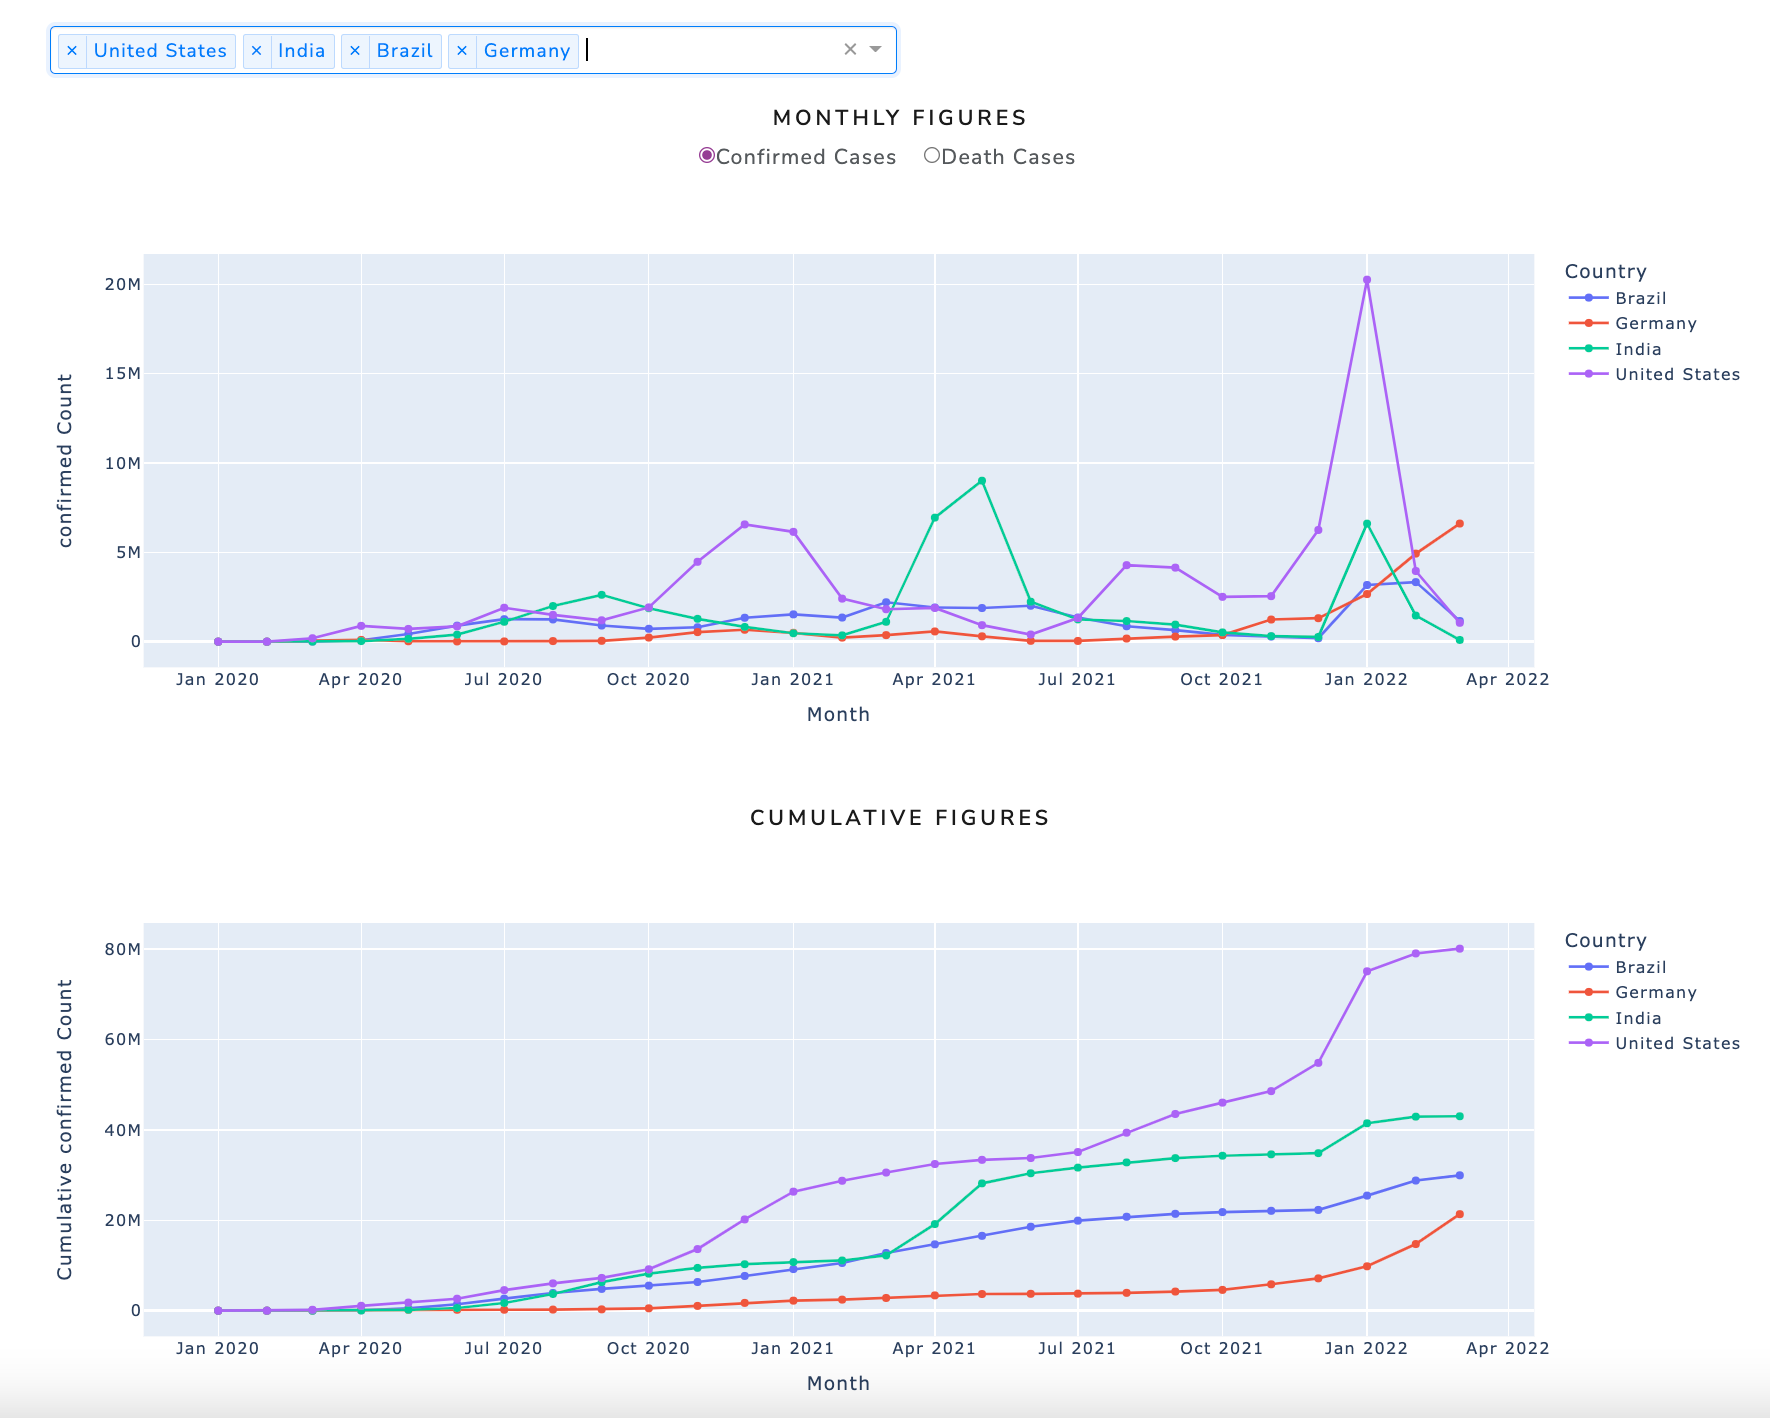 × United States × India × Brazil × Germany × 
MONTHLY FIGURES
Confirmed Cases Death Cases
confirmed Count
20M
15M
10M
5M
0
Jan 2020 Apr 2020 Jul 2020 Oct 2020 Jan 2021 Apr 2021 Jul 2021 Oct 2021 Jan 2022 Apr 2022
Month
Country
Brazil
Germany
India
United States
CUMULATIVE FIGURES
Cumulative confirmed Count
80M
60M
40M
20M
0
Jan 2020 Apr 2020 Jul 2020 Oct 2020 Jan 2021 Apr 2021 Jul 2021 Oct 2021 Jan 2022 Apr 2022
Month
Country
Brazil
Germany
India
United States